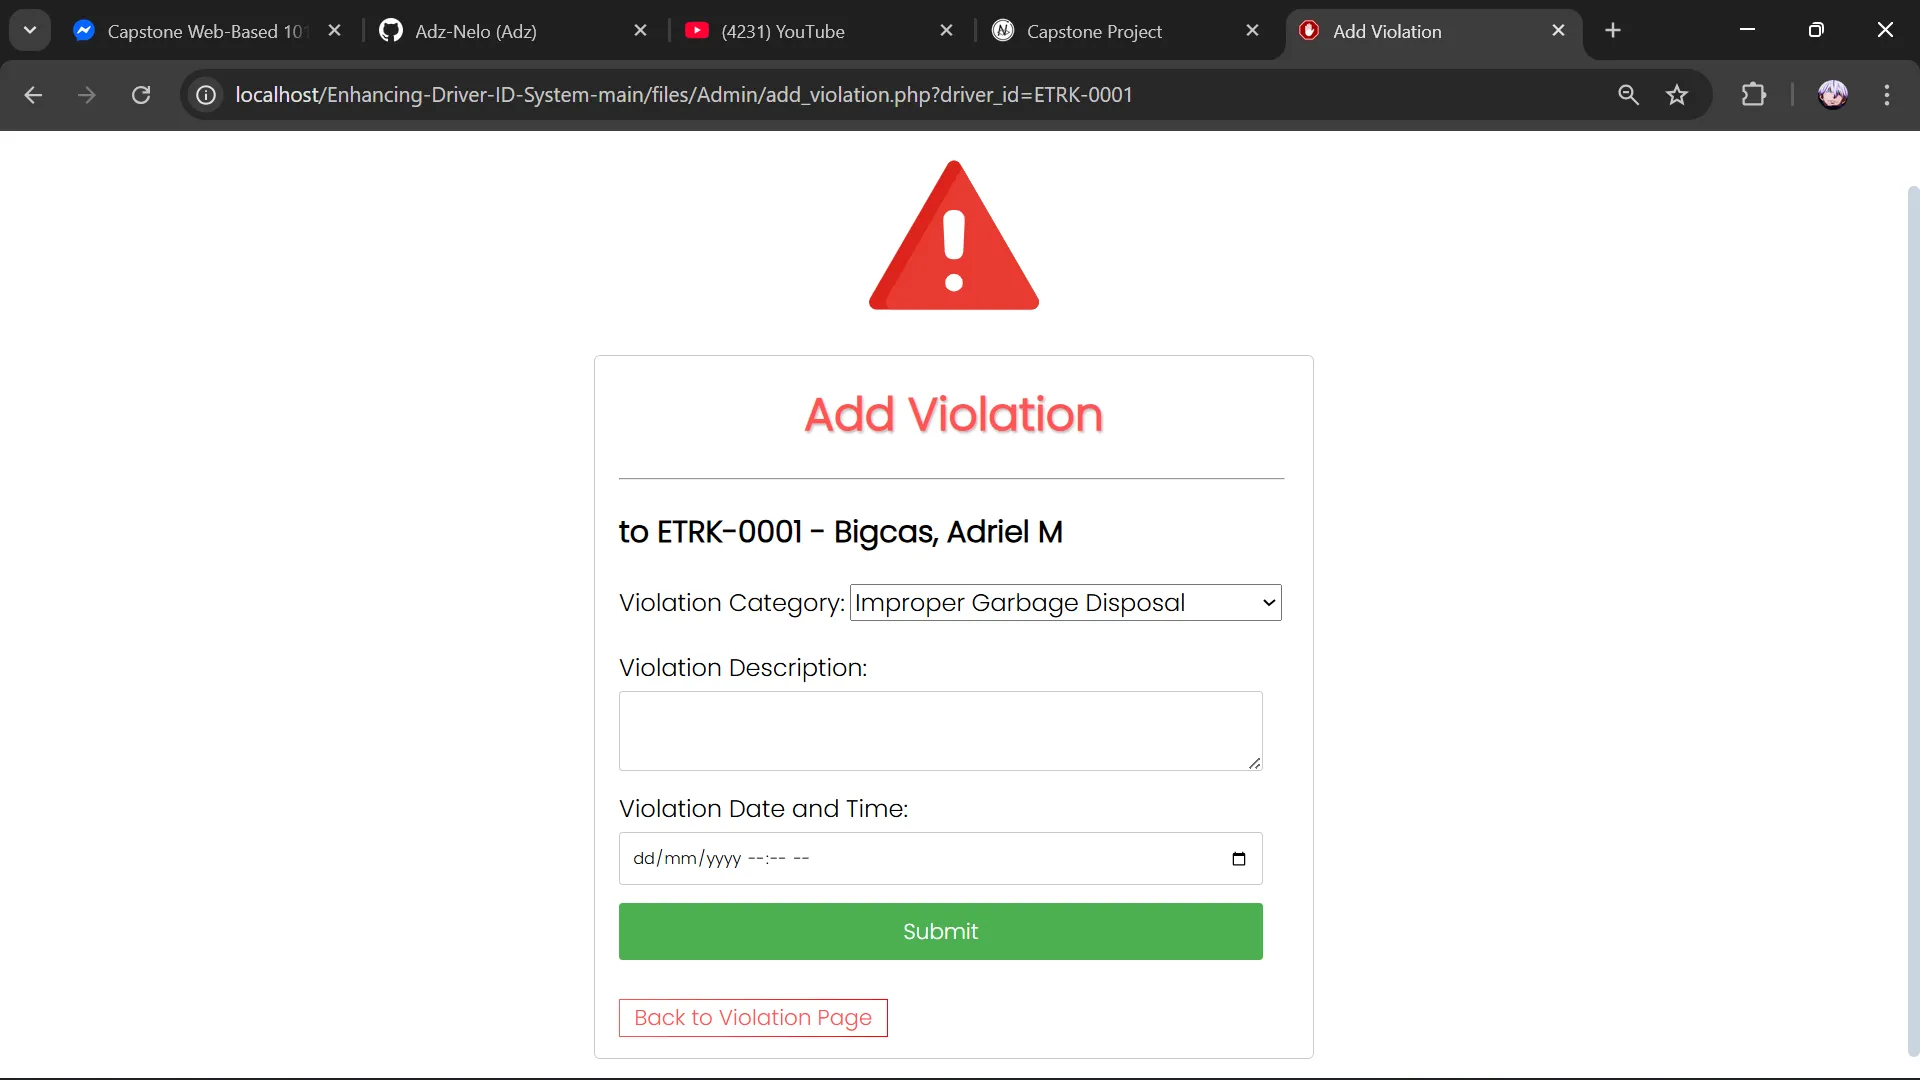 Capstone Web-Based 101
Adz-Nelo (Adz)
(4231) YouTube
Capstone Project
Add Violation
localhost/Enhancing-Driver-ID-System-main/files/Admin/add_violation.php?driver_id=ETRK-0001
Add Violation
to ETRK-0001 - Bigcas, Adriel M
Violation Category: Improper Garbage Disposal
Violation Description:
Violation Date and Time:
dd/mm/yyyy --:-- --
Submit
Back to Violation Page